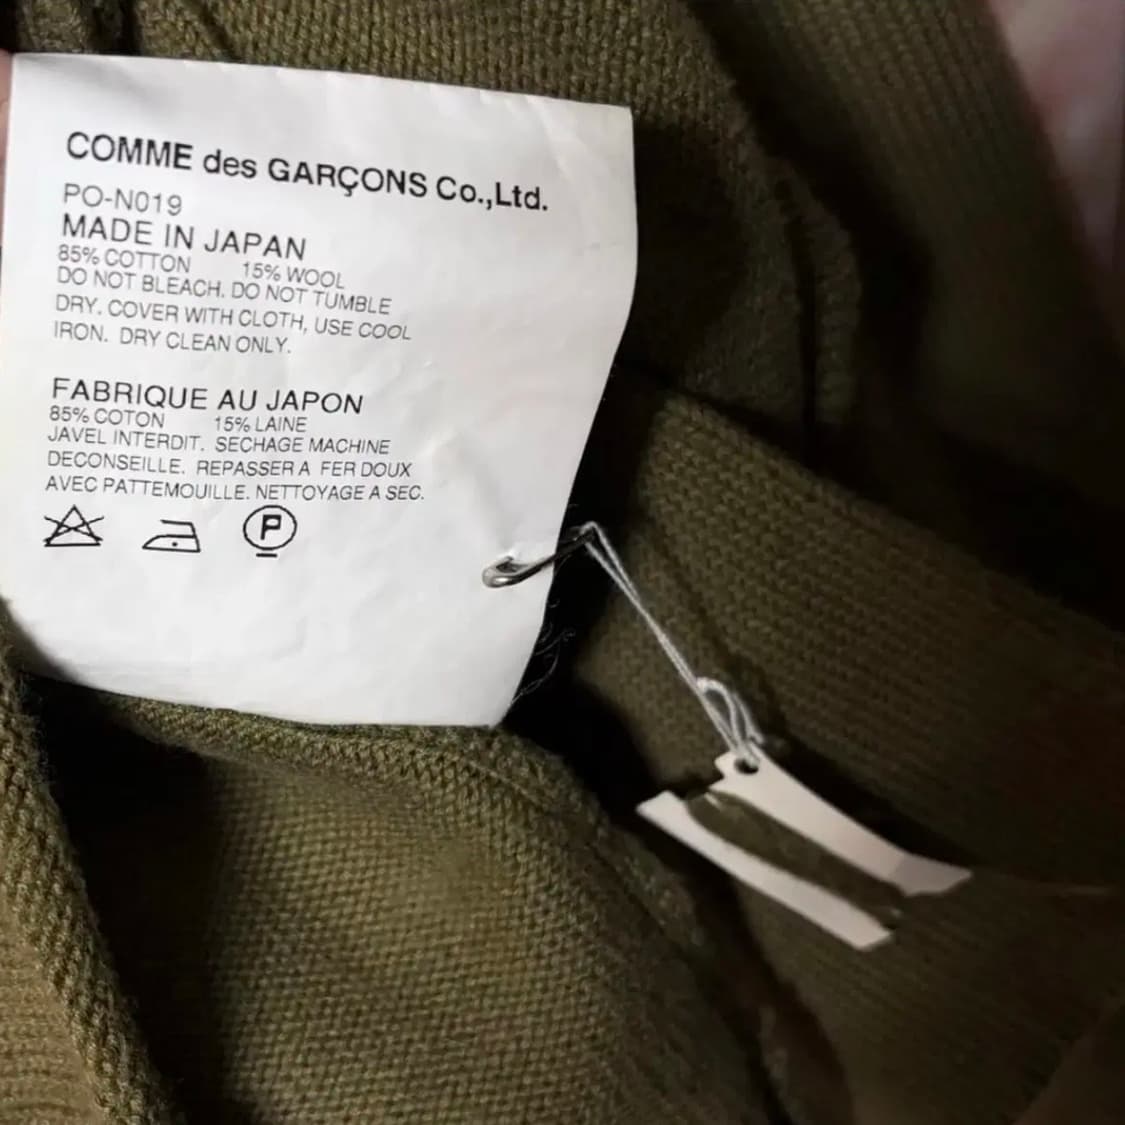 COMME des GARÇONS Co.,Ltd.
PO-N019
MADE IN JAPAN
85% COTTON 15% WOOL
DO NOT BLEACH. DO NOT TUMBLE
DRY. COVER WITH CLOTH, USE COOL
IRON. DRY CLEAN ONLY.
FABRIQUE AU JAPON
85% COTON 15% LAINE
JAVEL INTERDIT. SECHAGE MACHINE
DECONSEILLE. REPASSER A FER DOUX
AVEC PATTEMOUILLE. NETTOYAGE A SEC.
P